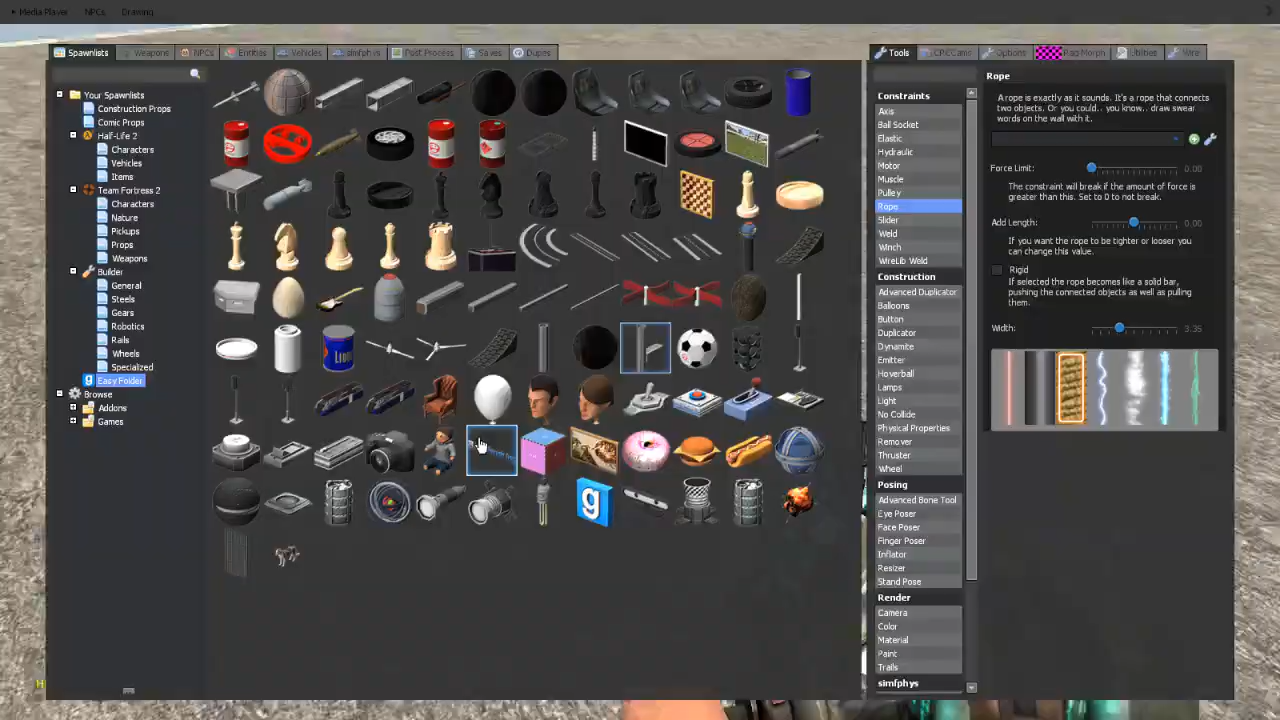 Media Player NPCs Drawing
Spawnlists Weapons NPCs Entities Vehicles simfphys Post Process Saves Dupes
Your Spawnlists
Construction Props
Comic Props
Half-Life 2
Characters
Vehicles
Items
Team Fortress 2
Characters
Nature
Pickups
Props
Weapons
Builder
General
Steels
Gears
Robotics
Rails
Wheels
Specialized
Easy Folder
Browse
Addons
Games
Tools Options Rag Morph Utilities Wire
Constraints
Axis
Ball Socket
Elastic
Hydraulic
Motor
Muscle
Pulley
Rope
Slider
Weld
Winch
WireLib Weld
Construction
Advanced Duplicator
Balloons
Button
Duplicator
Dynamite
Emitter
Hoverball
Lamps
Light
No Collide
Physical Properties
Remover
Thruster
Wheel
Posing
Advanced Bone Tool
Eye Poser
Face Poser
Finger Poser
Inflator
Resizer
Stand Pose
Render
Camera
Color
Material
Paint
Trails
simfphys
Rope
A rope is exactly as it sounds. It's a rope that connects
two objects. Or you could.. you know.. draw swear
words on the wall with it.
Force Limit: 0.00
The constraint will break if the amount of force is
greater than this. Set to 0 to not break.
Add Length: 0.00
If you want the rope to be tighter or looser you
can change this value.
Rigid
If selected the rope becomes like a solid bar,
pushing the connected objects as well as pulling
them.
Width: 3.35